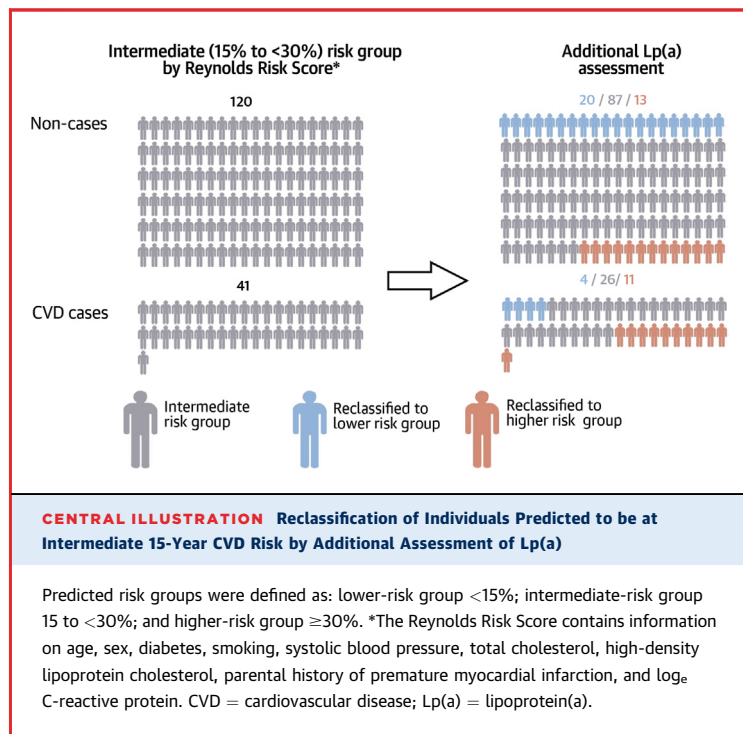 Intermediate (15% to <30%) risk group
by Reynolds Risk Score*
Additional Lp(a)
assessment
120
20 / 87 / 13
Non-cases
41
4 / 26/ 11
CVD cases
Intermediate
risk group
Reclassified to
lower risk group
Reclassified to
higher risk group
CENTRAL ILLUSTRATION Reclassification of Individuals Predicted to be at
Intermediate 15-Year CVD Risk by Additional Assessment of Lp(a)
Predicted risk groups were defined as: lower-risk group <15%; intermediate-risk group
15 to <30%; and higher-risk group ≥30%. *The Reynolds Risk Score contains information
on age, sex, diabetes, smoking, systolic blood pressure, total cholesterol, high-density
lipoprotein cholesterol, parental history of premature myocardial infarction, and logₑ
C-reactive protein. CVD = cardiovascular disease; Lp(a) = lipoprotein(a).